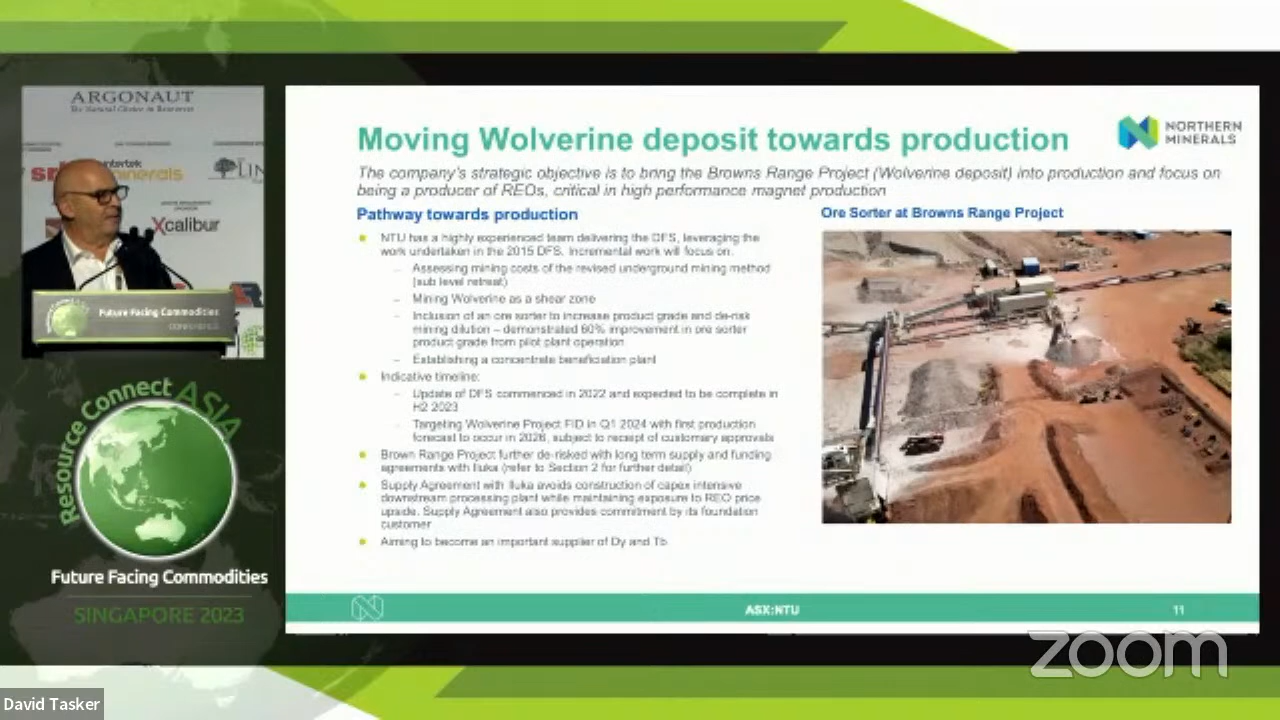 ARGONAUT
The Natural Choice in Resources
intertek
minerals
Xcalibur
Future Facing Commodities
CONFERENCE
Resource Connect ASIA
Future Facing Commodities
SINGAPORE 2023
David Tasker
Moving Wolverine deposit towards production
NORTHERN
MINERALS
The company's strategic objective is to bring the Browns Range Project (Wolverine deposit) into production and focus on
being a producer of REOs, critical in high performance magnet production
Pathway towards production
NTU has a highly experienced team delivering the DFS, leveraging the
work undertaken in the 2015 DFS. Incremental work will focus on:
– Assessing mining costs of the revised underground mining method
(sub level retreat)
– Mining Wolverine as a shear zone
– Inclusion of an ore sorter to increase product grade and de-risk
mining dilution – demonstrated 60% improvement in ore sorter
product grade from pilot plant operation
– Establishing a concentrate beneficiation plant
Indicative timeline:
– Update of DFS commenced in 2022 and expected to be complete in
H2 2023
– Targeting Wolverine Project FID in Q1 2024 with first production
forecast to occur in 2026, subject to receipt of customary approvals
Brown Range Project further de-risked with long term supply and funding
agreements with Iluka (refer to Section 2 for further detail)
Supply Agreement with Iluka avoids construction of capex intensive
downstream processing plant while maintaining exposure to REO price
upside. Supply Agreement also provides commitment by its foundation
customer
Aiming to become an important supplier of Dy and Tb
Ore Sorter at Browns Range Project
ASX:NTU
11
zoom